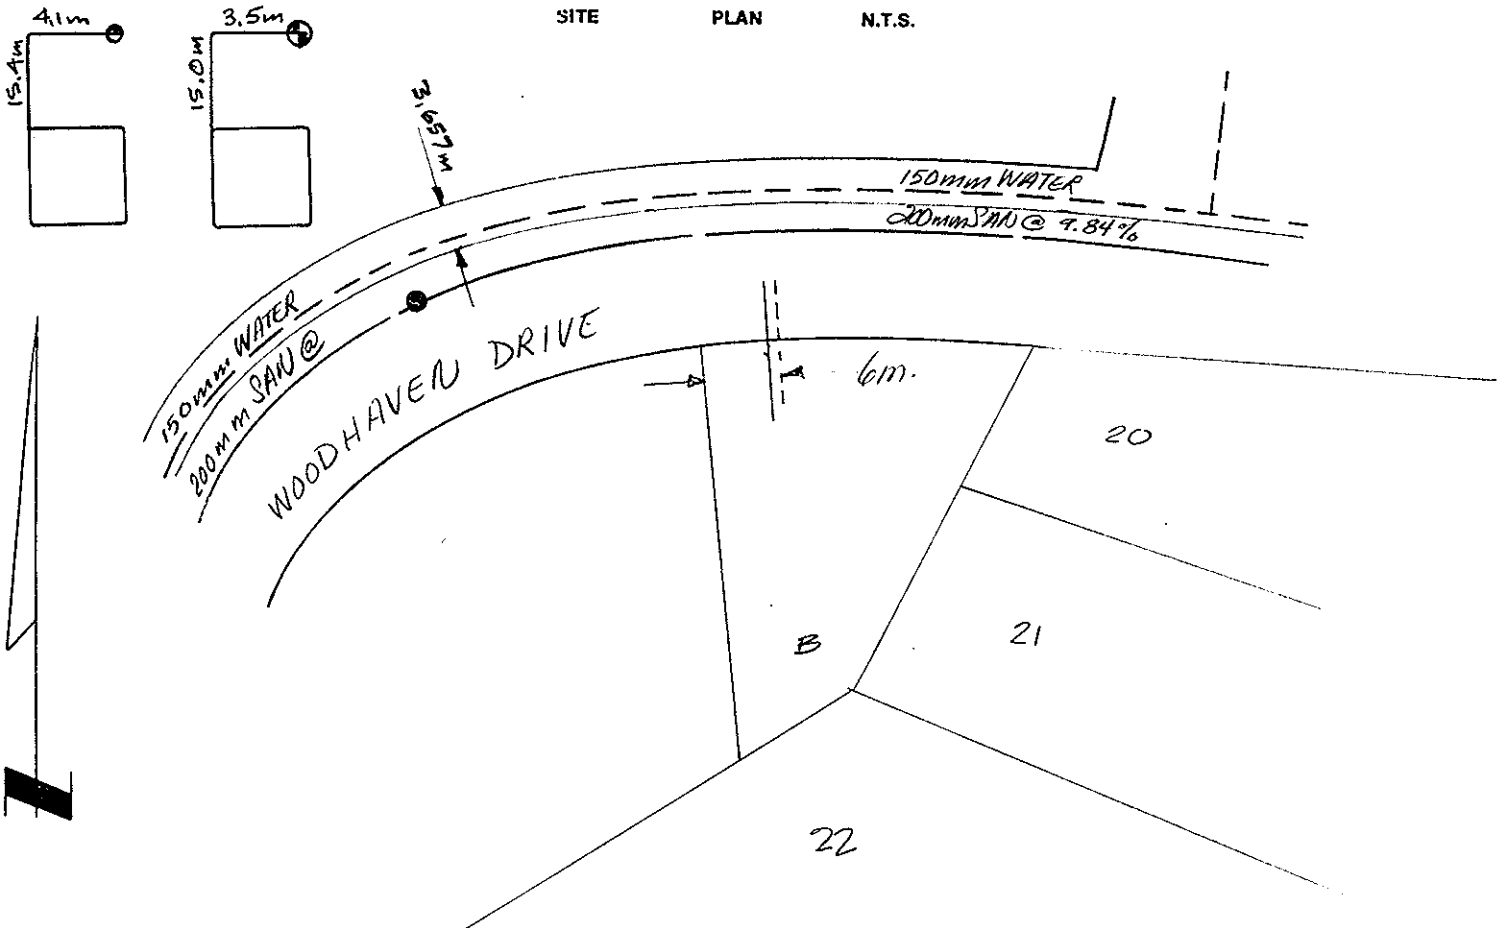 SITE PLAN N.T.S.
4.1m
15.4m
3.5m
15.0m
3.657m
150mm WATER
200mm SAN @ 9.84%
150mm WATER
200mm SAN @
WOODHAVEN DRIVE
6m.
20
21
B
22
N